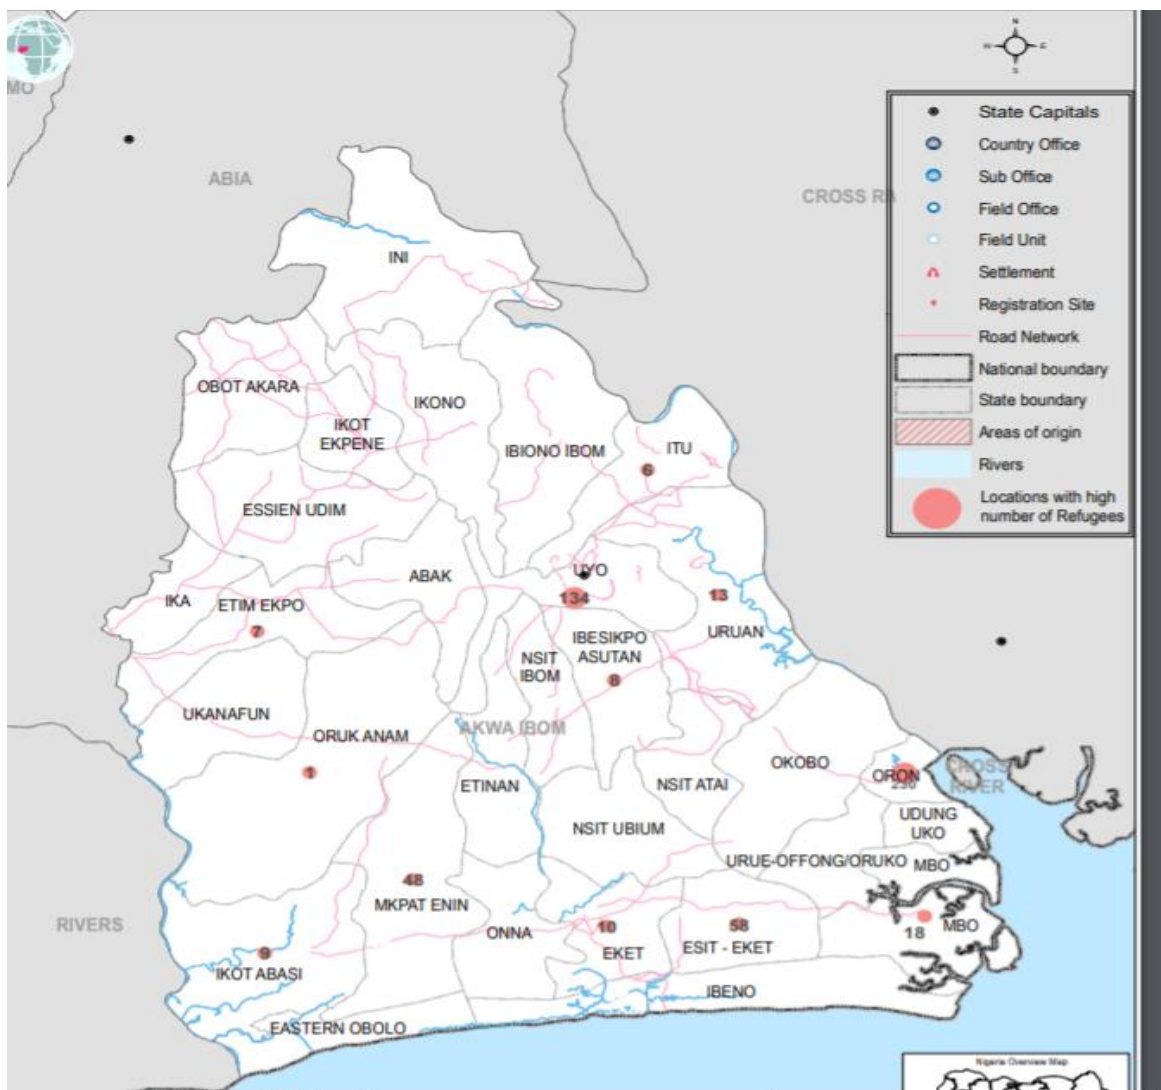 MO
N
W
E
S
State Capitals
Country Office
Sub Office
Field Office
Field Unit
Settlement
Registration Site
Road Network
National boundary
State boundary
Areas of origin
Rivers
Locations with high
number of Refugees
ABIA
CROSS
INI
OBOT AKARA
IKONO
IKOT
EKPENE
IBIONO IBOM
ITU
6
ESSIEN UDIM
ABAK
UYO
134
13
IKA
ETIM EKPO
7
URUAN
IBESIKPO
ASUTAN
8
NSIT
IBOM
UKANAFUN
ORUK ANAM
AKWA IBOM
1
ETINAN
NSIT ATAI
OKOBO
ORON
230
CROSS
RIVER
NSIT UBIUM
UDUNG
UKO
URUE-OFFONG/ORUKO
MBO
48
MKPAT ENIN
RIVERS
ONNA
10
EKET
58
ESIT - EKET
18
MBO
9
IKOT ABASI
IBENO
EASTERN OBOLO
Nigeria Overview Map